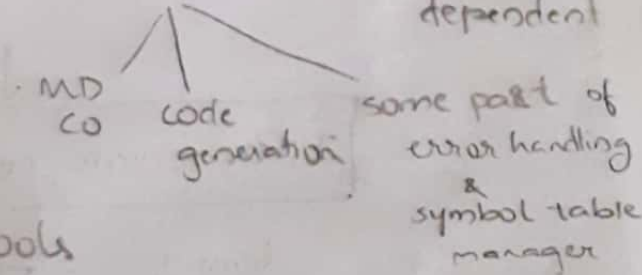 dependent
MD
CO
code
generation
some part of
error handling
&
symbol table
manager